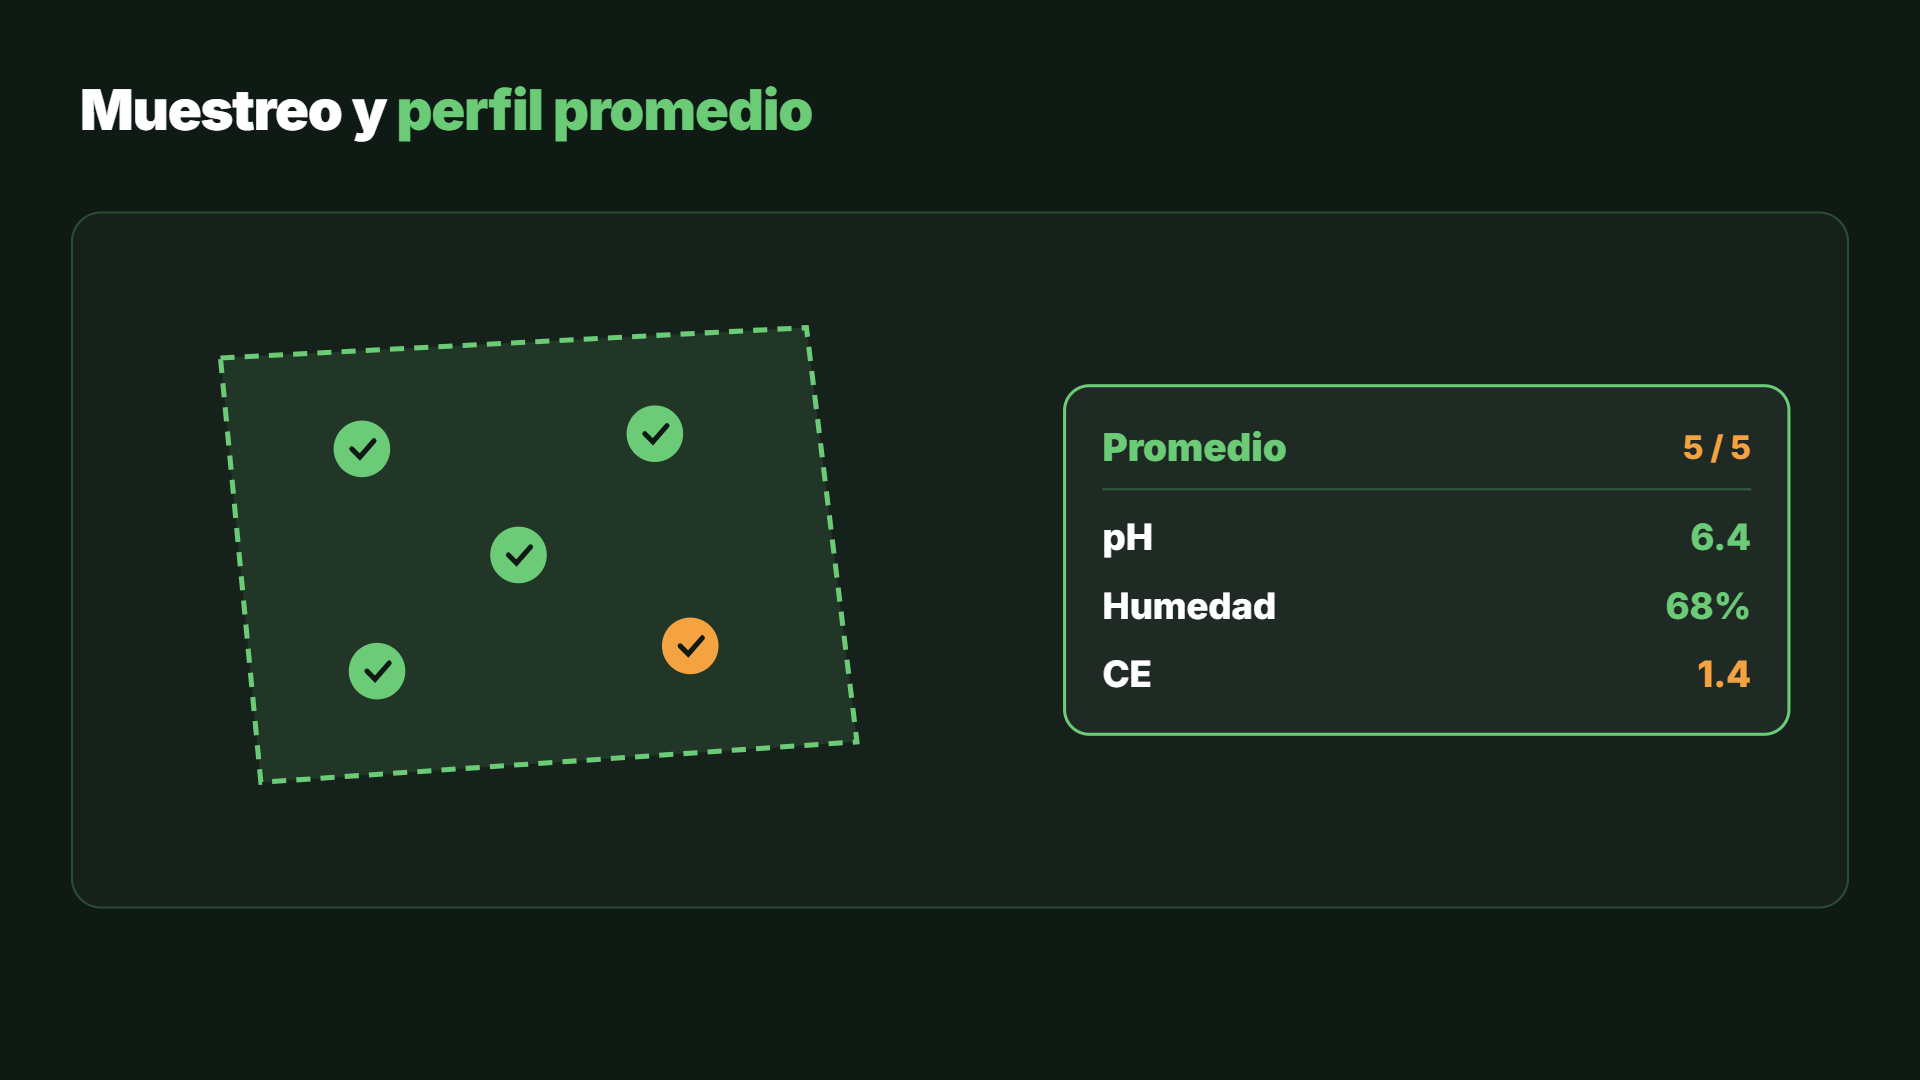 Muestreo y perfil promedio
Promedio 5 / 5
pH 6.4
Humedad 68%
CE 1.4